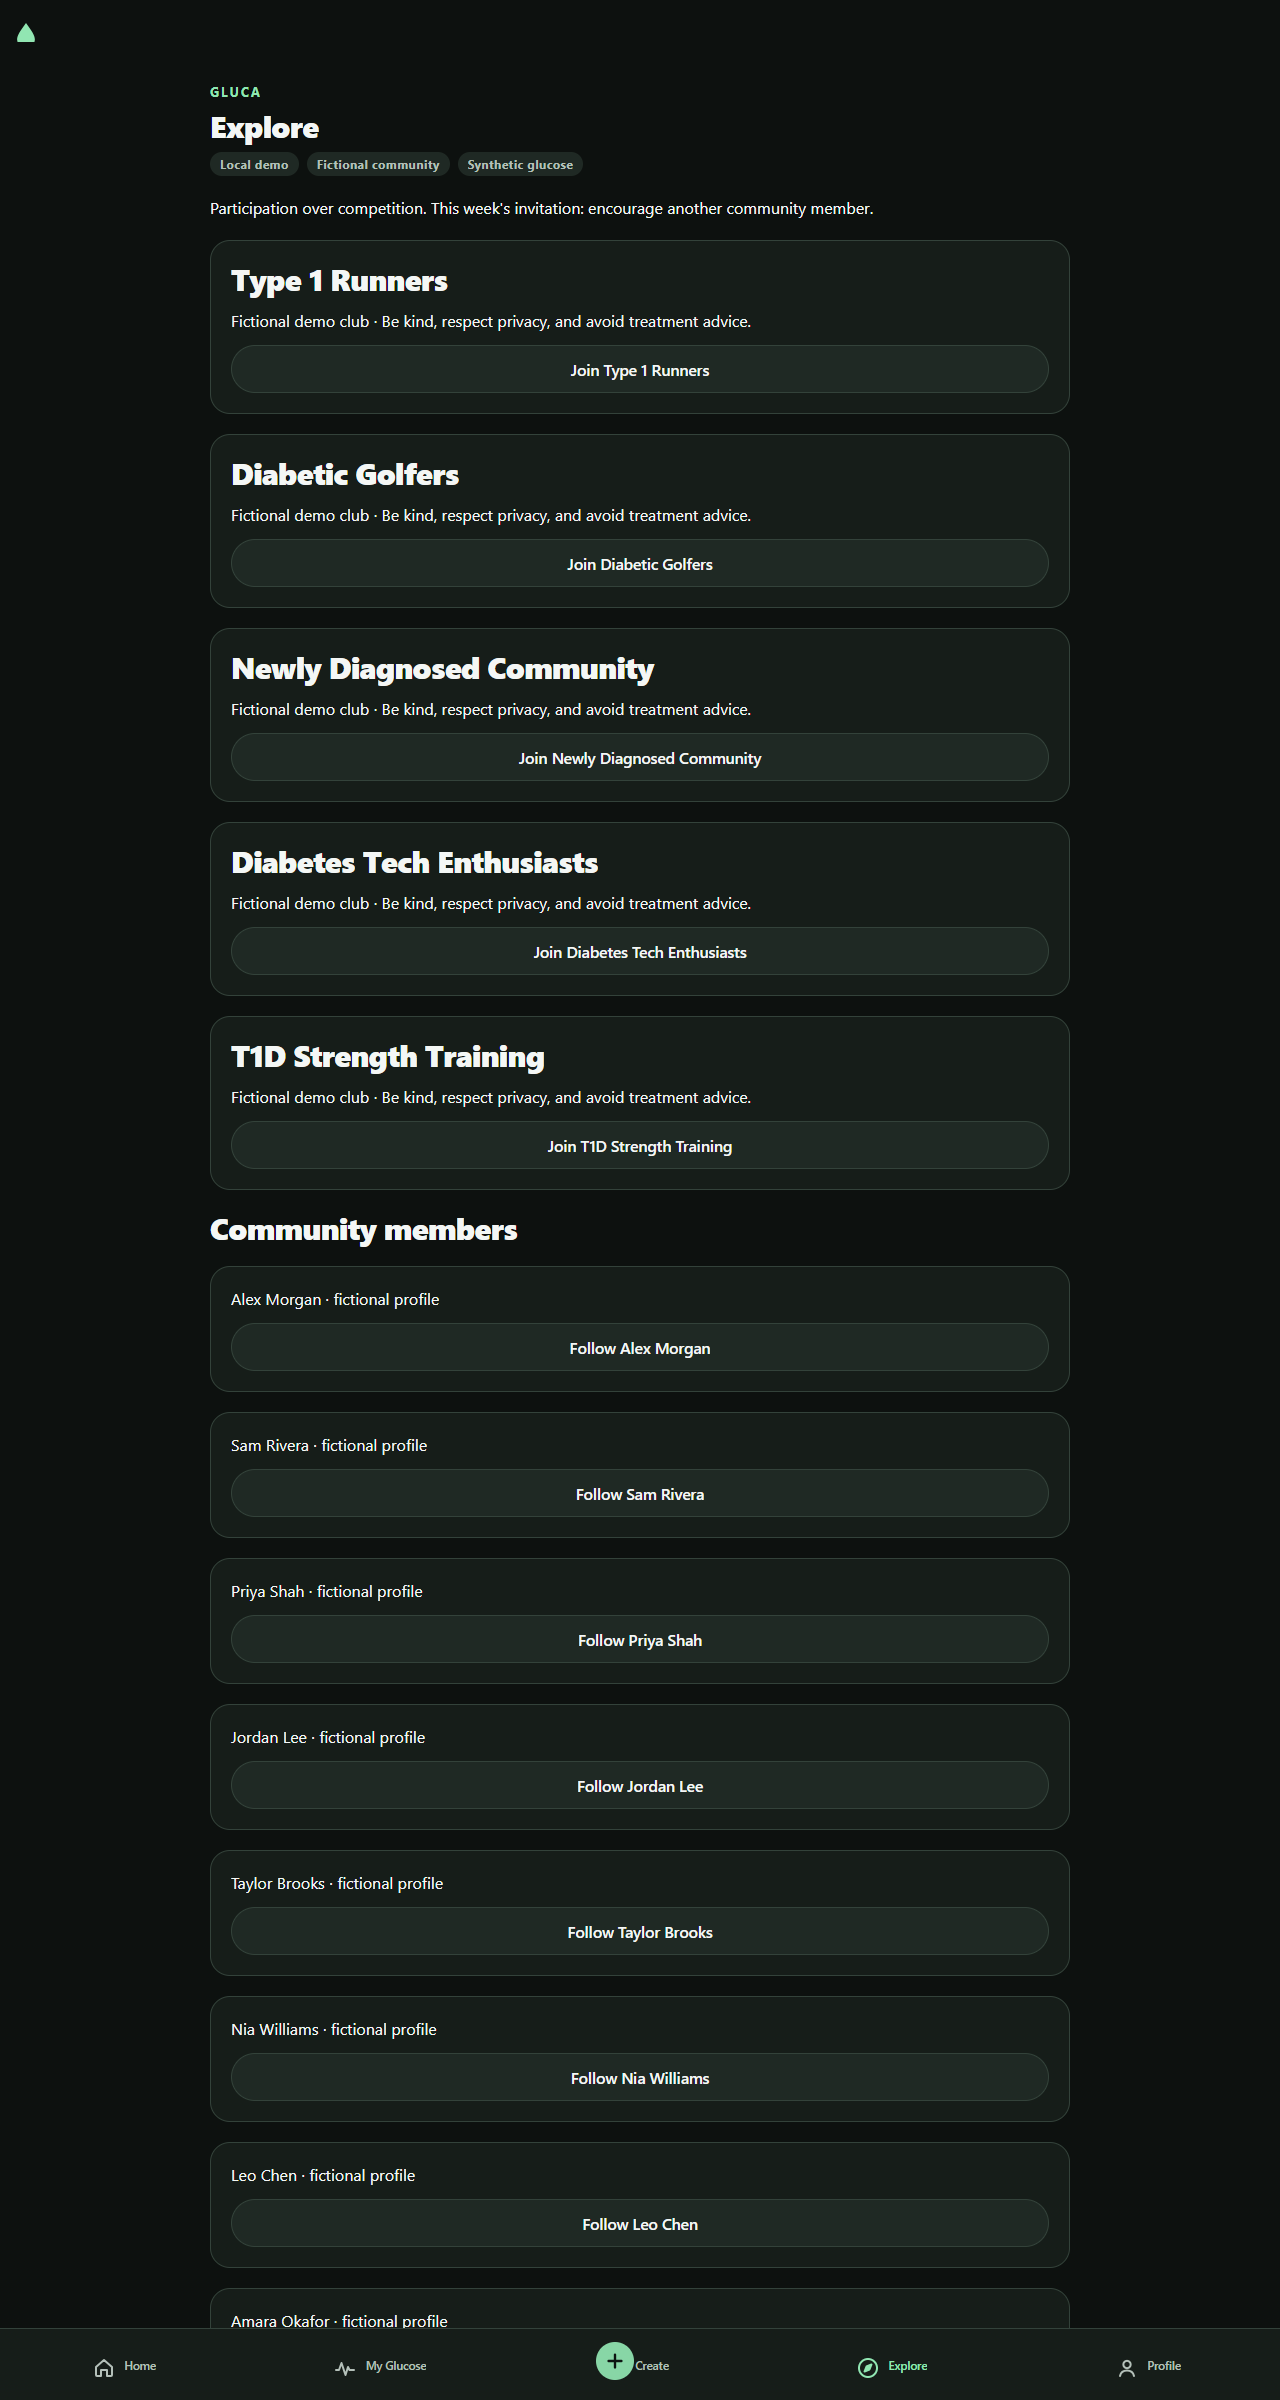 GLUCA
Explore
Local demo
Fictional community
Synthetic glucose
Participation over competition. This week's invitation: encourage another community member.
Type 1 Runners
Fictional demo club · Be kind, respect privacy, and avoid treatment advice.
Join Type 1 Runners
Diabetic Golfers
Fictional demo club · Be kind, respect privacy, and avoid treatment advice.
Join Diabetic Golfers
Newly Diagnosed Community
Fictional demo club · Be kind, respect privacy, and avoid treatment advice.
Join Newly Diagnosed Community
Diabetes Tech Enthusiasts
Fictional demo club · Be kind, respect privacy, and avoid treatment advice.
Join Diabetes Tech Enthusiasts
T1D Strength Training
Fictional demo club · Be kind, respect privacy, and avoid treatment advice.
Join T1D Strength Training
Community members
Alex Morgan · fictional profile
Follow Alex Morgan
Sam Rivera · fictional profile
Follow Sam Rivera
Priya Shah · fictional profile
Follow Priya Shah
Jordan Lee · fictional profile
Follow Jordan Lee
Taylor Brooks · fictional profile
Follow Taylor Brooks
Nia Williams · fictional profile
Follow Nia Williams
Leo Chen · fictional profile
Follow Leo Chen
Amara Okafor · fictional profile
Home
My Glucose
Create
Explore
Profile